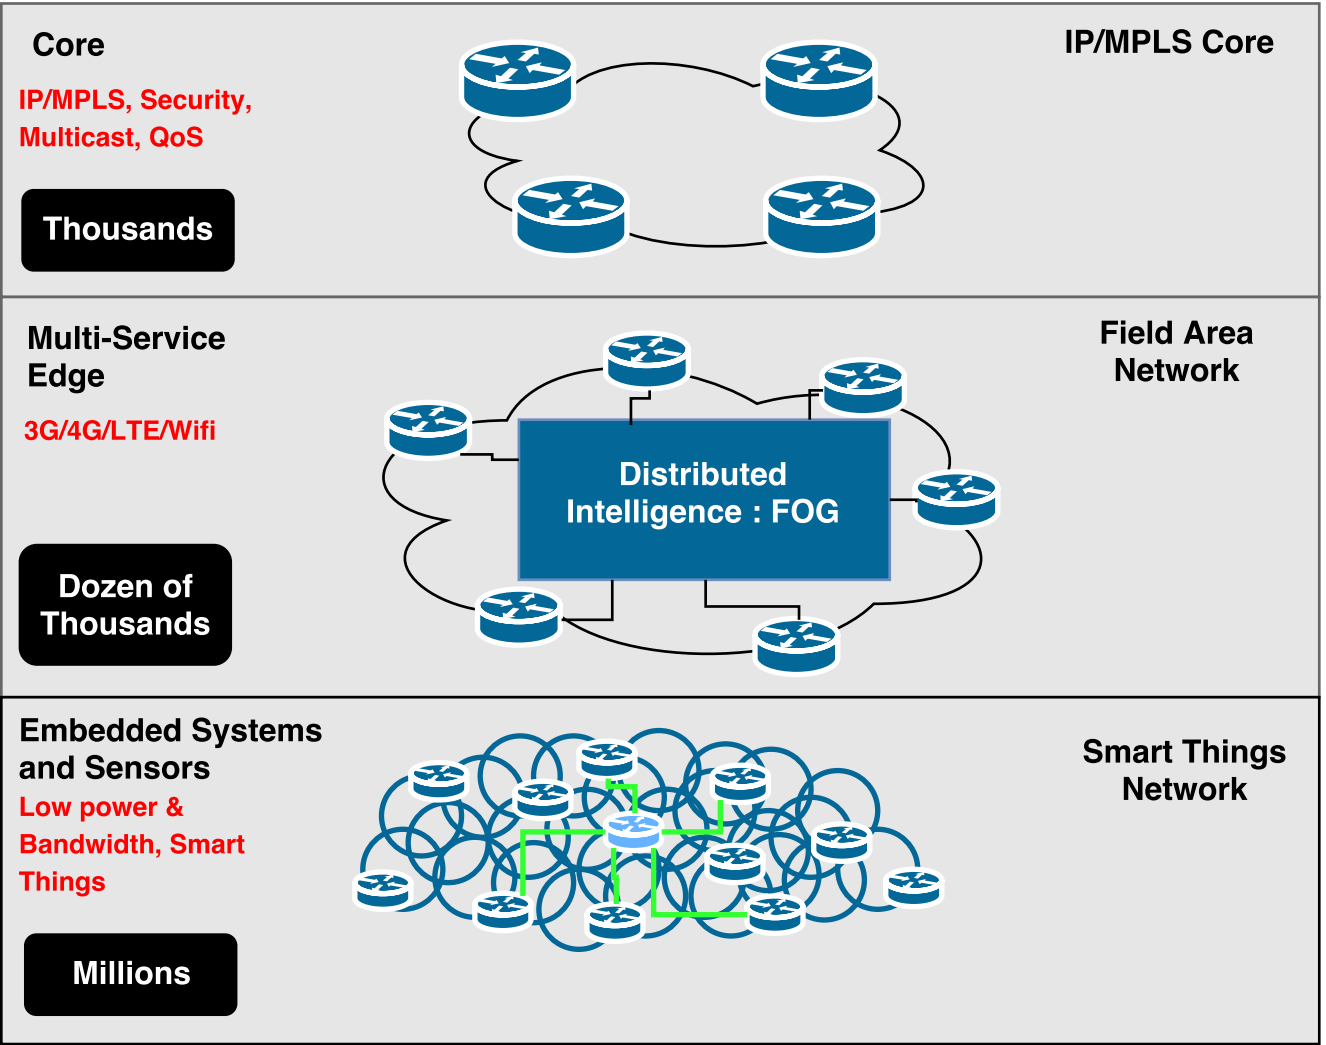 Core
IP/MPLS Core
IP/MPLS, Security,
Multicast, QoS
Thousands
Multi-Service
Edge
Field Area
Network
3G/4G/LTE/Wifi
Distributed
Intelligence : FOG
Dozen of
Thousands
Embedded Systems
and Sensors
Smart Things
Network
Low power &
Bandwidth, Smart
Things
Millions